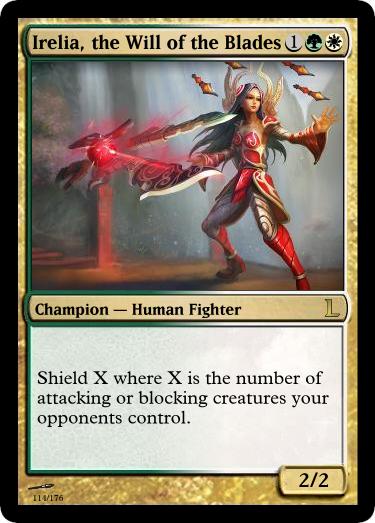 Irelia, the Will of the Blades 1
Champion — Human Fighter L
Shield X where X is the number of
attacking or blocking creatures your
opponents control.
2/2
114/176